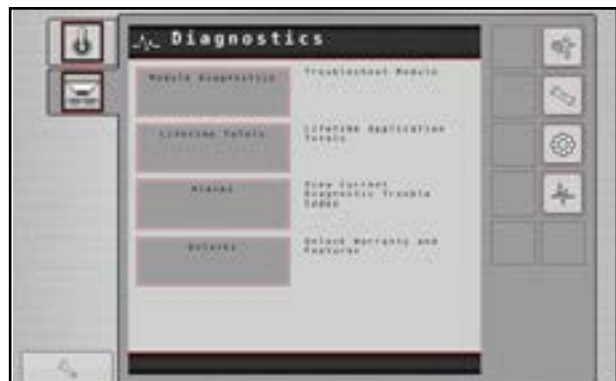 Diagnostics
Module Diagnostics
Troubleshoot Module
Lifetime Totals
Lifetime Application
Totals
Alarms
View Current
Diagnostic Trouble
Codes
Unlocks
Unlock Warranty and
Features